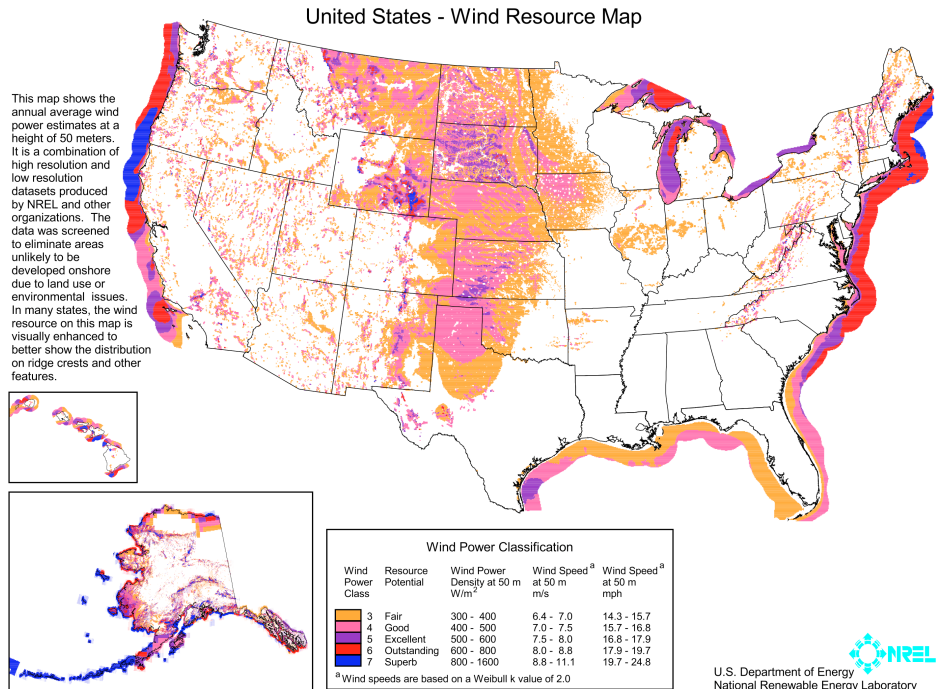 United States - Wind Resource Map
This map shows the
annual average wind
power estimates at a
height of 50 meters.
It is a combination of
high resolution and
low resolution
datasets produced
by NREL and other
organizations. The
data was screened
to eliminate areas
unlikely to be
developed onshore
due to land use or
environmental issues.
In many states, the wind
resource on this map is
visually enhanced to
better show the distribution
on ridge crests and other
features.
Wind Power Classification
Wind Resource Wind Power Wind Speed a Wind Speed a
Power Potential Density at 50 m at 50 m at 50 m
Class W/m2 m/s mph
3 Fair 300 - 400 6.4 - 7.0 14.3 - 15.7
4 Good 400 - 500 7.0 - 7.5 15.7 - 16.8
5 Excellent 500 - 600 7.5 - 8.0 16.8 - 17.9
6 Outstanding 600 - 800 8.0 - 8.8 17.9 - 19.7
7 Superb 800 - 1600 8.8 - 11.1 19.7 - 24.8
a Wind speeds are based on a Weibull k value of 2.0
NREL
U.S. Department of Energy
National Renewable Energy Laboratory